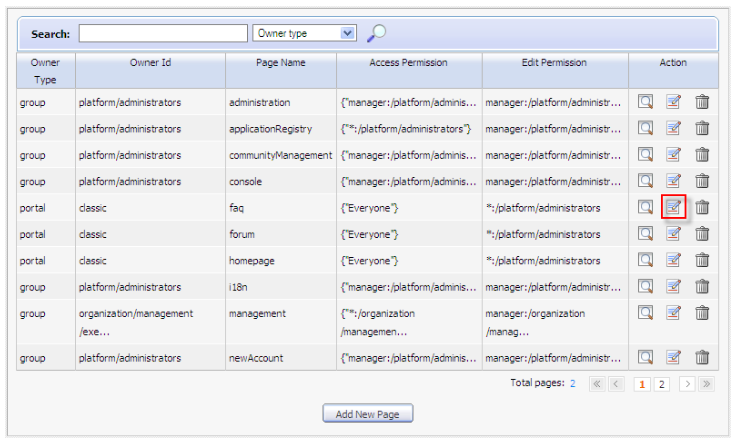 Search: Owner type
Owner Type Owner Id Page Name Access Permission Edit Permission Action
group platform/administrators administration {"manager:/platform/adminis... manager:/platform/administr...
group platform/administrators applicationRegistry {"*:/platform/administrators"} manager:/platform/administr...
group platform/administrators communityManagement {"manager:/platform/adminis... manager:/platform/administr...
group platform/administrators console {"manager:/platform/adminis... manager:/platform/administr...
portal classic faq {"Everyone"} *:/platform/administrators
portal classic forum {"Everyone"} *:/platform/administrators
portal classic homepage {"Everyone"} *:/platform/administrators
group platform/administrators i18n {"manager:/platform/adminis... manager:/platform/administr...
group organization/management management {"*:/organization manager:/organization
/exe... /managemen... /manag...
group platform/administrators newAccount {"manager:/platform/adminis... manager:/platform/administr...
Total pages: 2 1 2
Add New Page